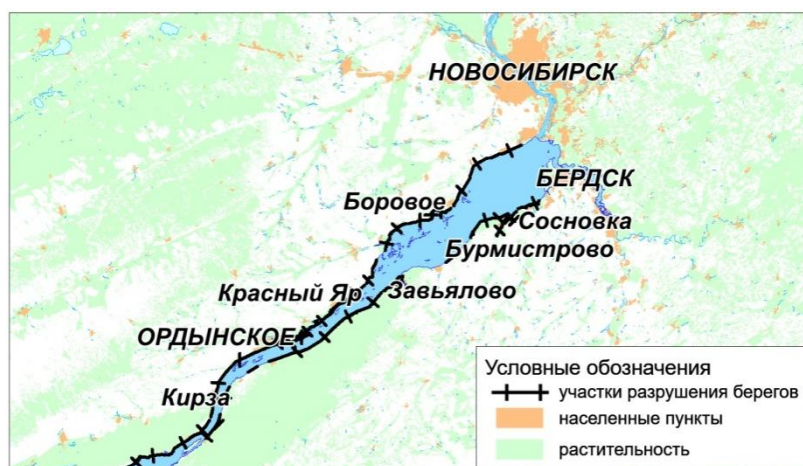 НОВОСИБИРСК
БЕРДСК
Боровое
Сосновка
Бурмистрово
Красный Яр
Завьялово
ОРДЫНСКОЕ
Кирза
Условные обозначения
участки разрушения берегов
населенные пункты
растительность